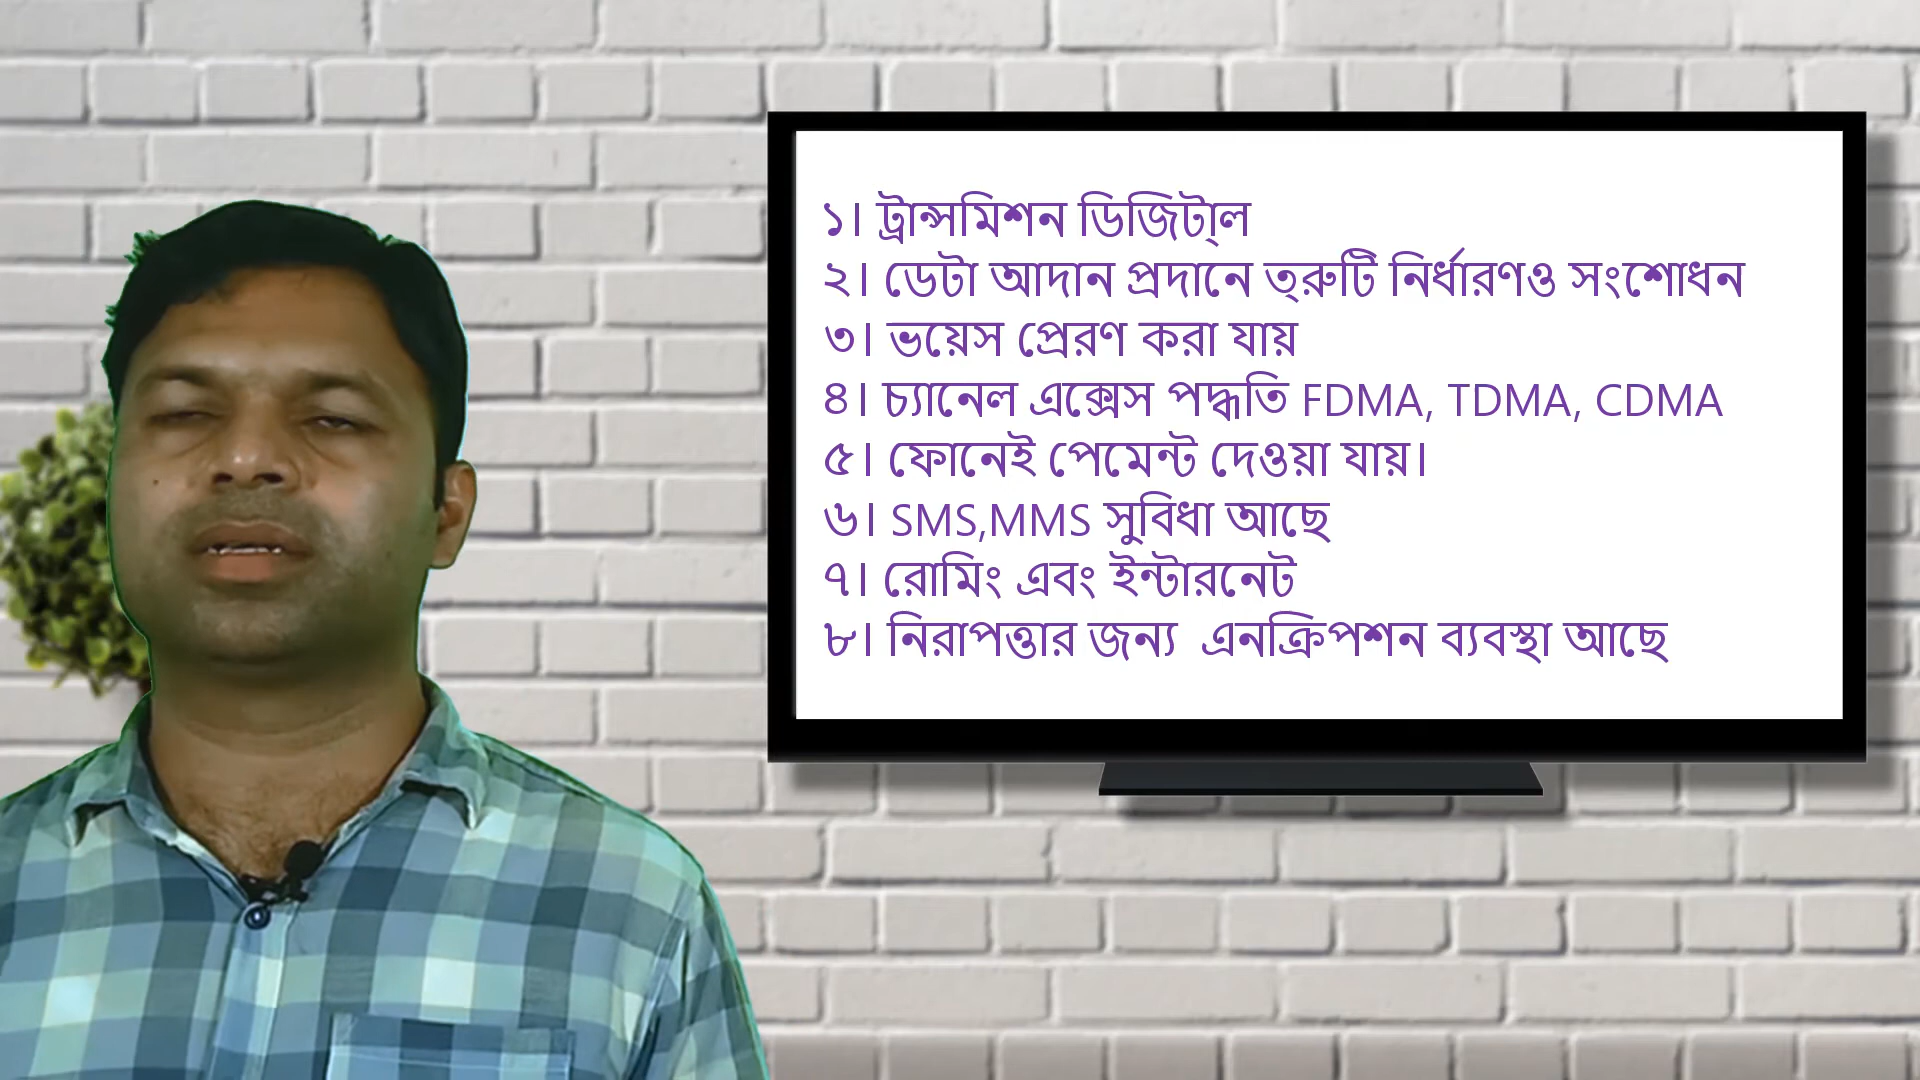 ১। ট্রান্সমিশন ডিজিটা্ল
২। ডেটা আদান প্রদানে ত্‌রুটি নির্ধারণও সংশোধন
৩। ভয়েস প্রেরণ করা যায়
৪। চ্যানেল এক্সেস পদ্ধতি FDMA, TDMA, CDMA
৫। ফোনেই পেমেন্ট দেওয়া যায়।
৬। SMS,MMS সুবিধা আছে
৭। রোমিং এবং ইন্টারনেট
৮। নিরাপত্তার জন্য  এনক্রিপশন ব্যবস্থা আছে